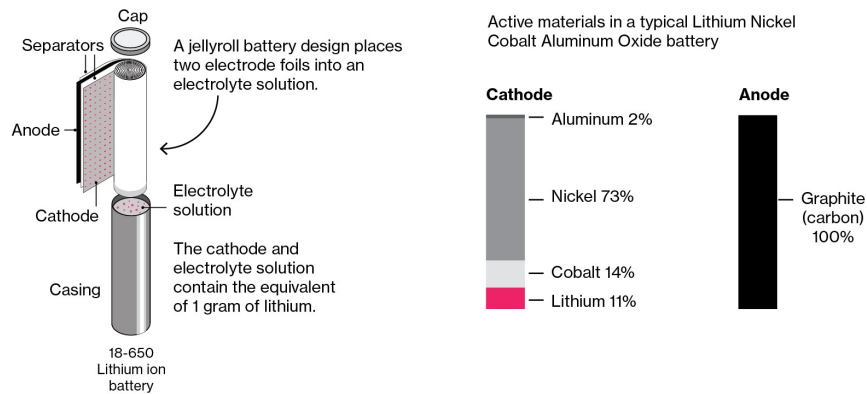 Cap
Separators
A jellyroll battery design places
two electrode foils into an
electrolyte solution.
Anode
Cathode
Electrolyte
solution
The cathode and
electrolyte solution
contain the equivalent
of 1 gram of lithium.
Casing
18-650
Lithium ion
battery
Active materials in a typical Lithium Nickel
Cobalt Aluminum Oxide battery
Cathode
Aluminum 2%
Nickel 73%
Cobalt 14%
Lithium 11%
Anode
Graphite
(carbon)
100%